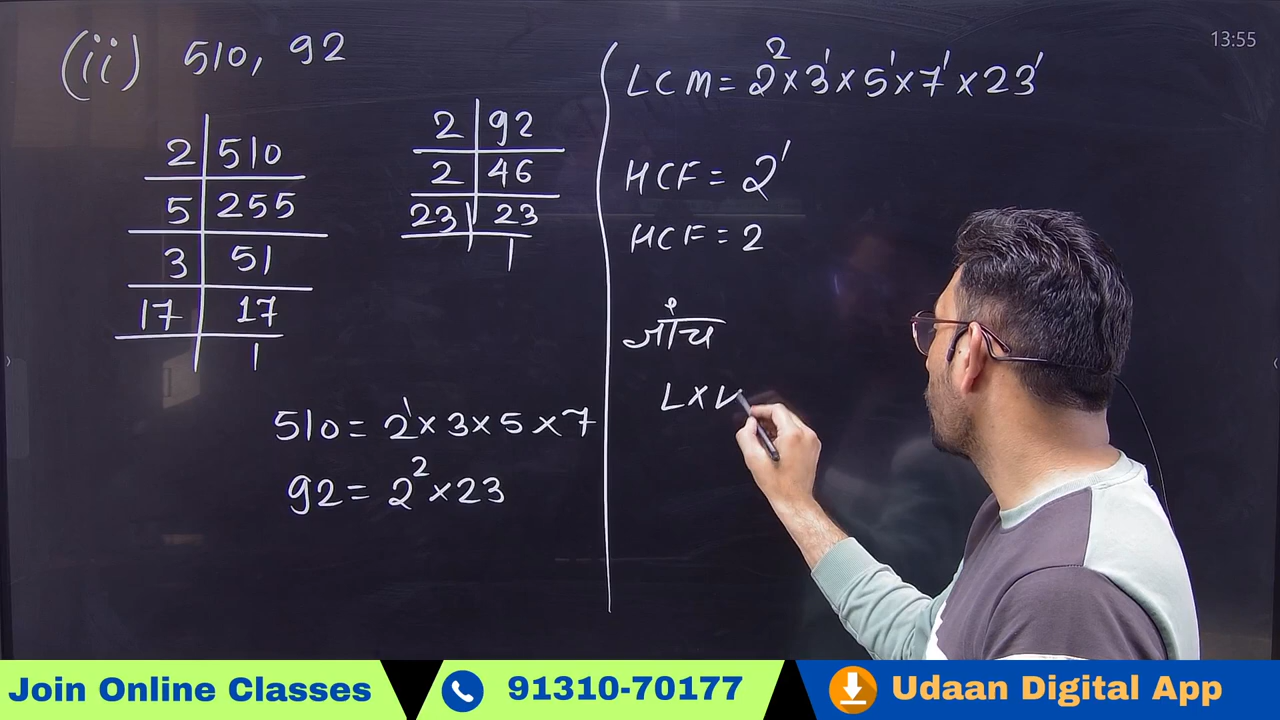 (ii) 510, 92
2 | 510
5 | 255
3 | 51
17 | 17
1
2 | 92
2 | 46
23 | 23
1
510 = 2¹ × 3 × 5 × 7
92 = 2² × 23
LCM = 2² × 3¹ × 5¹ × 7¹ × 23¹
HCF = 2¹
HCF = 2
जांच
L ×
13:55
Join Online Classes
91310-70177
Udaan Digital App